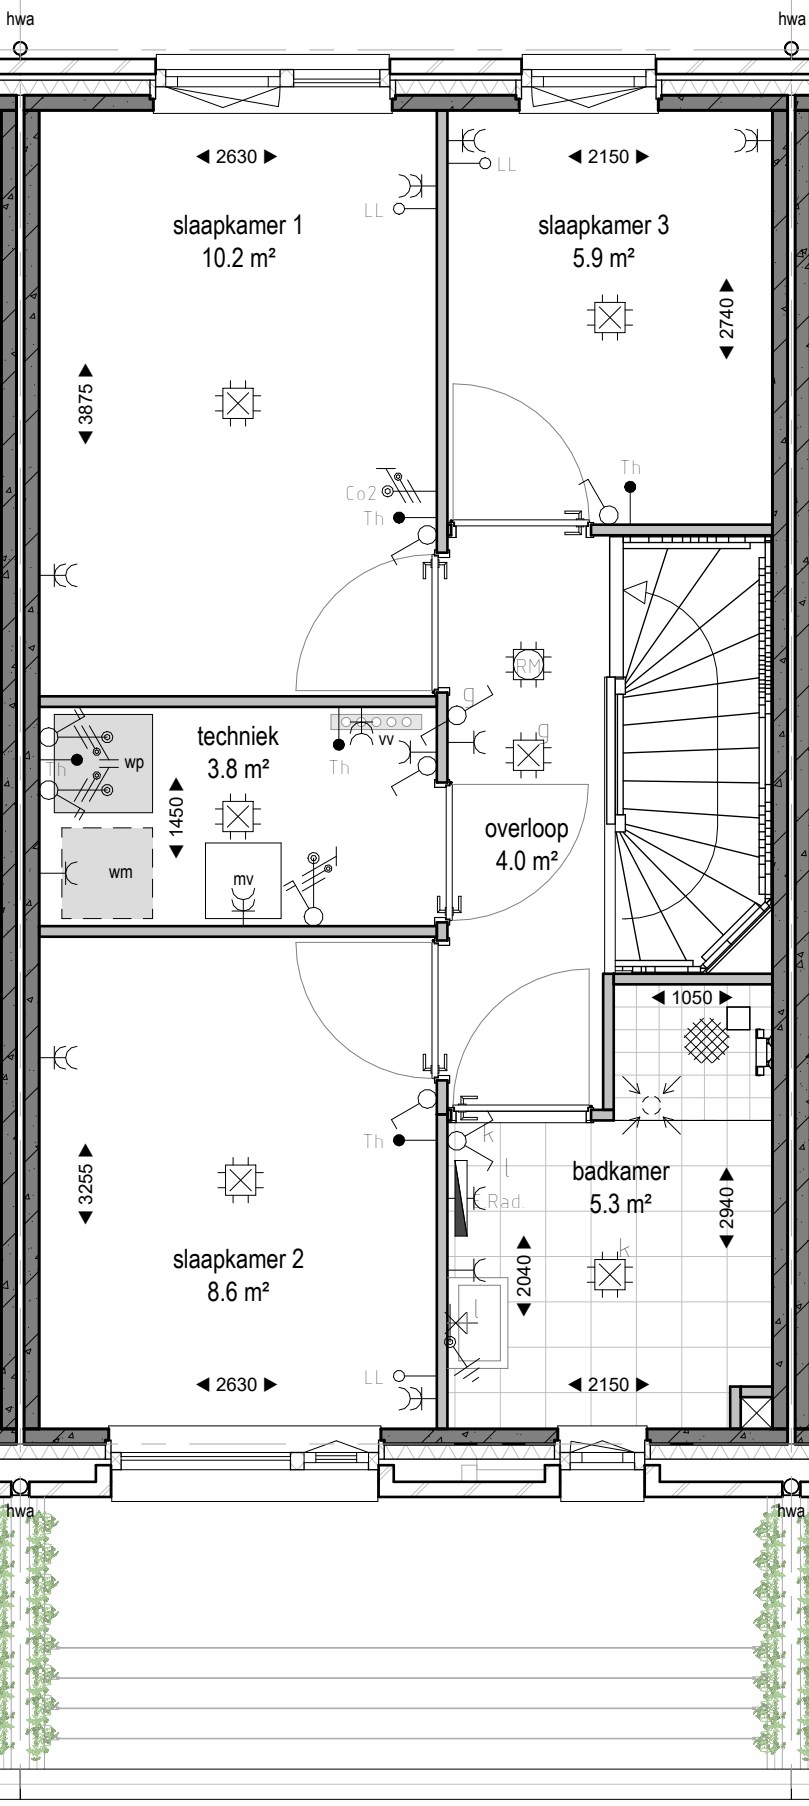 hwa
hwa
2630
2150
LL
LL
slaapkamer 1
10.2 m²
slaapkamer 3
5.9 m²
2740
3875
Th
Co2
Th
RM
g
g
techniek
3.8 m²
vv
wp
Th
Th
1450
overloop
4.0 m²
wm
mv
1050
Th
k
l
badkamer
5.3 m²
3255
Rad.
2940
k
2040
slaapkamer 2
8.6 m²
l
LL
2630
2150
hwa
hwa